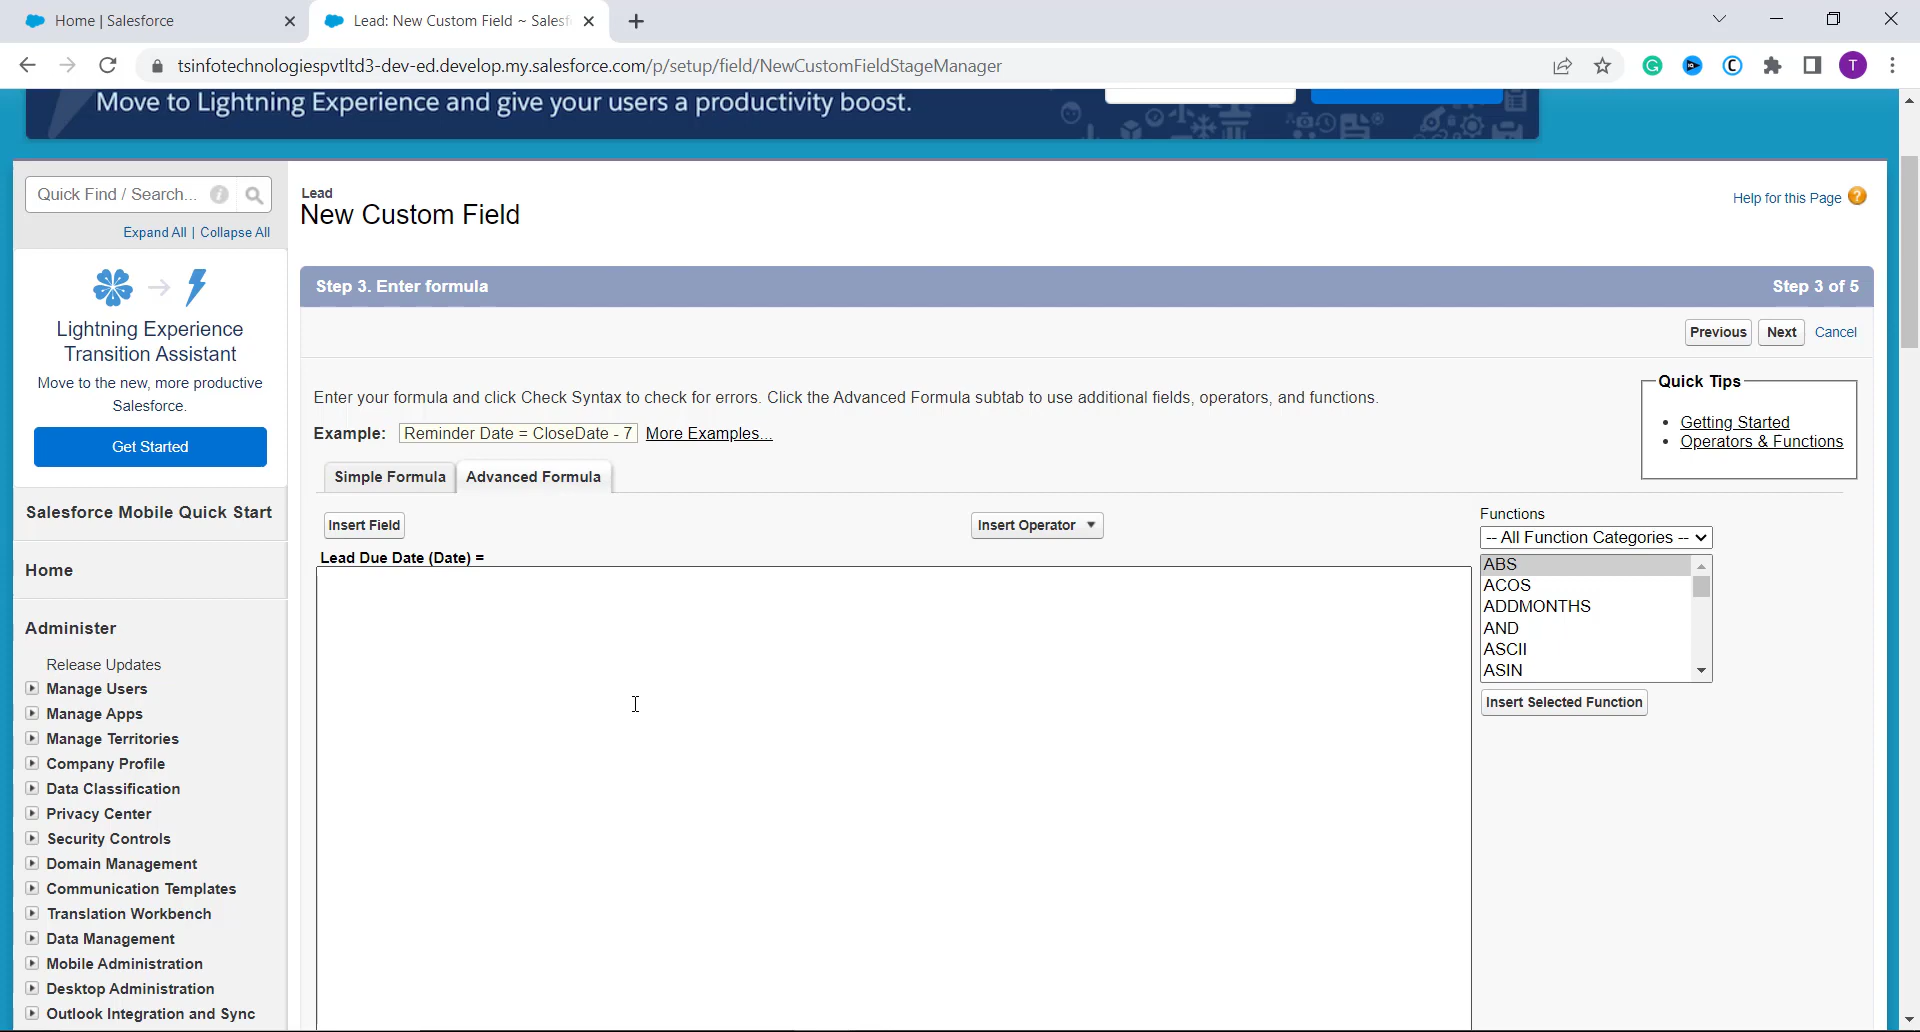 Home | Salesforce
Lead: New Custom Field ~ Salesf
tsinfotechnologiespvtltd3-dev-ed.develop.my.salesforce.com/p/setup/field/NewCustomFieldStageManager
T
Move to Lightning Experience and give your users a productivity boost.
Quick Find / Search...
Expand All | Collapse All
Lightning Experience
Transition Assistant
Move to the new, more productive
Salesforce.
Get Started
Salesforce Mobile Quick Start
Home
Administer
Release Updates
Manage Users
Manage Apps
Manage Territories
Company Profile
Data Classification
Privacy Center
Security Controls
Domain Management
Communication Templates
Translation Workbench
Data Management
Mobile Administration
Desktop Administration
Outlook Integration and Sync
Lead
New Custom Field
Help for this Page
Step 3. Enter formula
Step 3 of 5
Previous Next Cancel
Enter your formula and click Check Syntax to check for errors. Click the Advanced Formula subtab to use additional fields, operators, and functions.
Example: Reminder Date = CloseDate - 7 More Examples...
Quick Tips
Getting Started
Operators & Functions
Simple Formula Advanced Formula
Insert Field
Insert Operator
Lead Due Date (Date) =
Functions
-- All Function Categories --
ABS
ACOS
ADDMONTHS
AND
ASCII
ASIN
Insert Selected Function